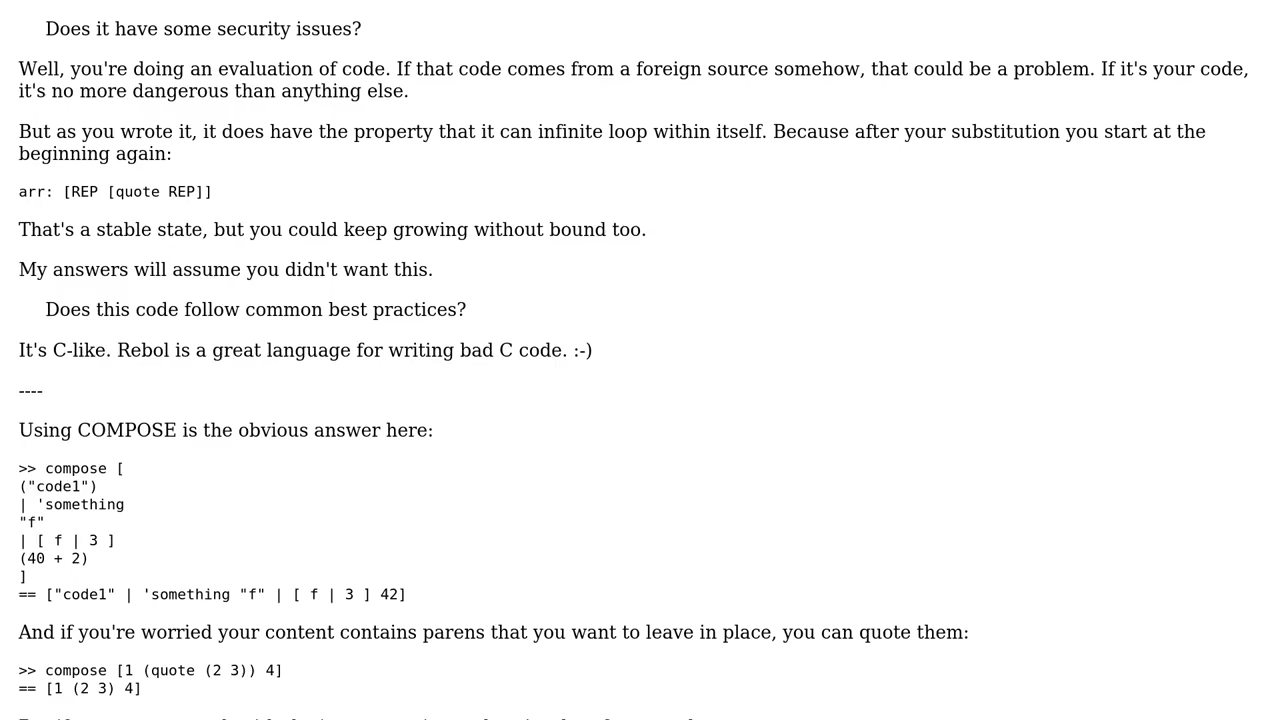 Does it have some security issues?
Well, you're doing an evaluation of code. If that code comes from a foreign source somehow, that could be a problem. If it's your code,
it's no more dangerous than anything else.
But as you wrote it, it does have the property that it can infinite loop within itself. Because after your substitution you start at the
beginning again:
arr: [REP [quote REP]]
That's a stable state, but you could keep growing without bound too.
My answers will assume you didn't want this.
Does this code follow common best practices?
It's C-like. Rebol is a great language for writing bad C code. :-)
----
Using COMPOSE is the obvious answer here:
>> compose [
("code1")
| 'something
"f"
| [ f | 3 ]
(40 + 2)
]
== ["code1" | 'something "f" | [ f | 3 ] 42]
And if you're worried your content contains parens that you want to leave in place, you can quote them:
>> compose [1 (quote (2 3)) 4]
== [1 (2 3) 4]